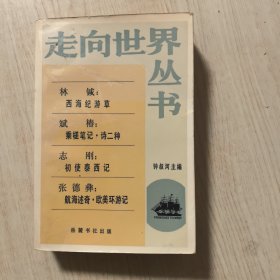 走向世界
丛书
林鍼：
西海纪游草
斌椿：
乘槎笔记·诗二种
志刚：
初使泰西记
张德彝：
航海述奇·欧美环游记
钟叔河主编
岳麓书社出版